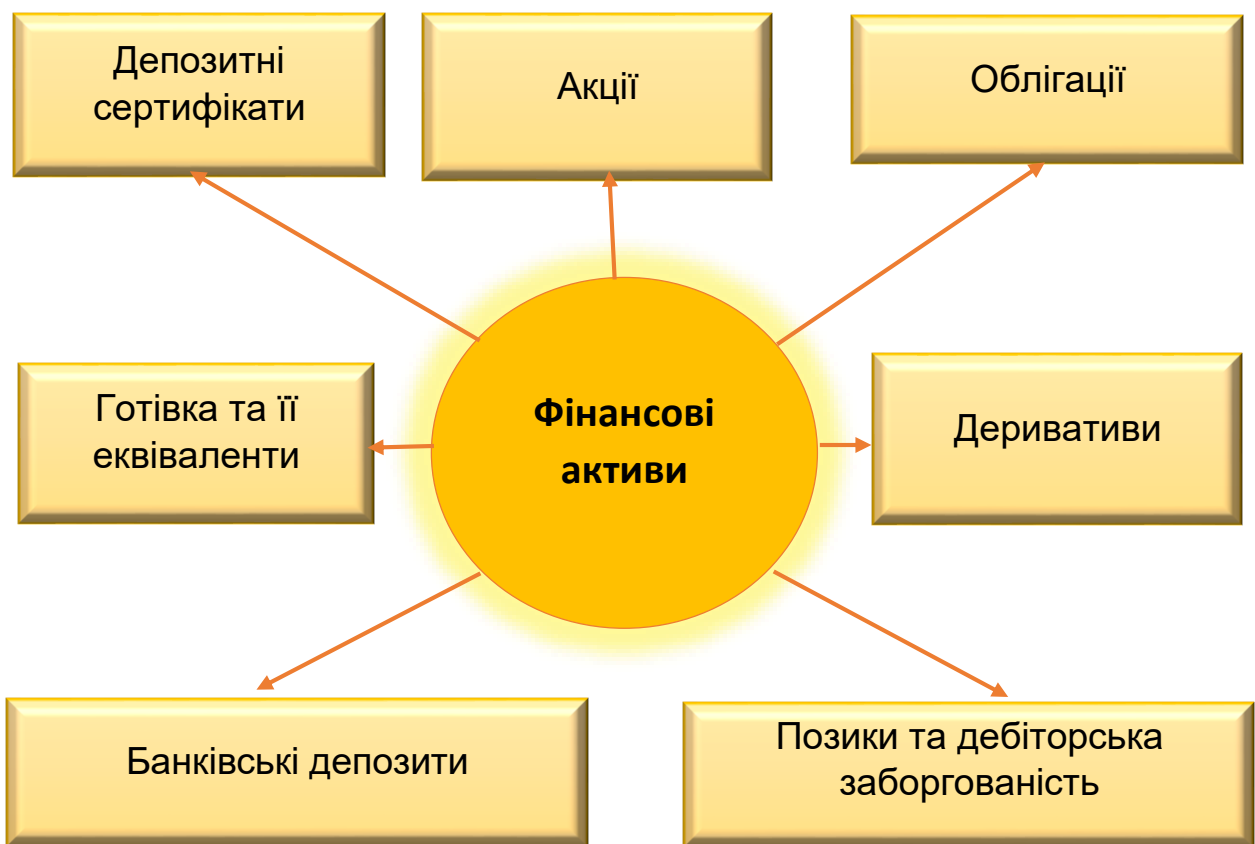 Депозитні
сертифікати
Акції
Облігації
Готівка та її
еквіваленти
Фінансові
активи
Деривативи
Банківські депозити
Позики та дебіторська
заборгованість